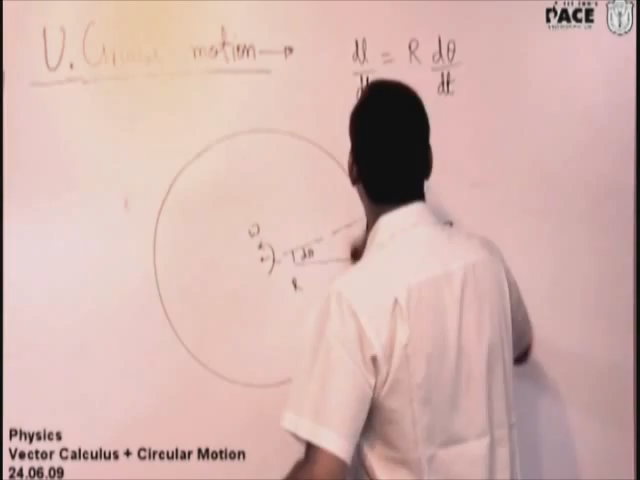 U. Circular motion →
dl/dt = R dθ/dt
ω
dθ
R
PACE
Physics
Vector Calculus + Circular Motion
24.06.09